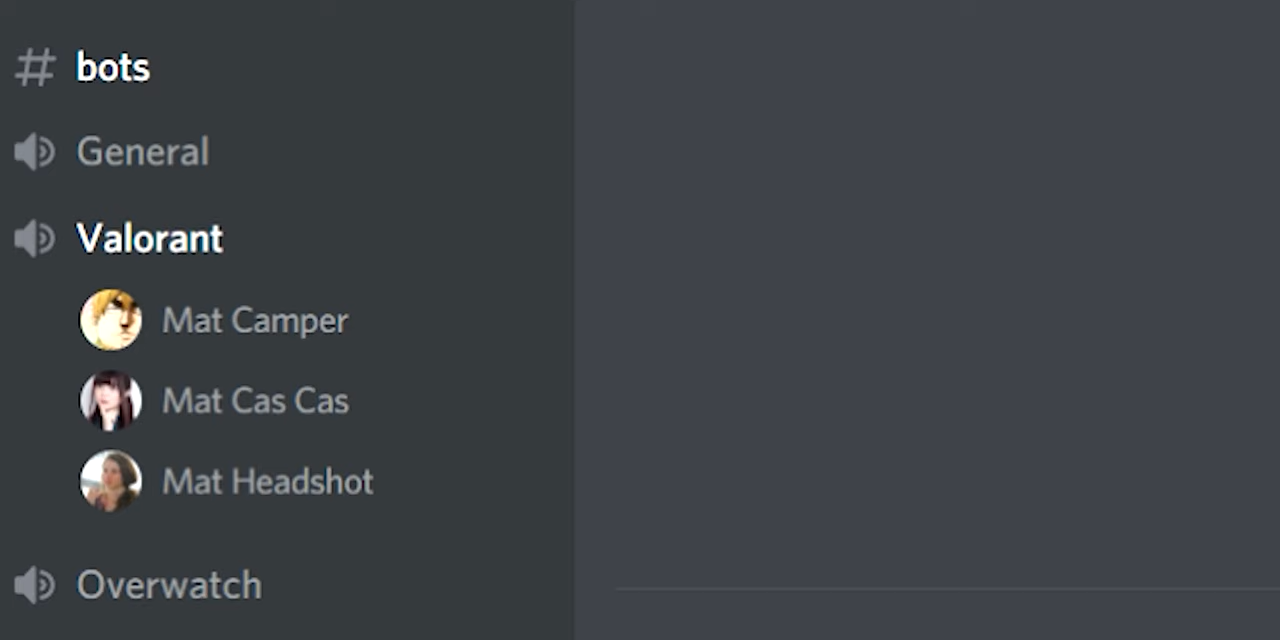 # bots
General
Valorant
Mat Camper
Mat Cas Cas
Mat Headshot
Overwatch